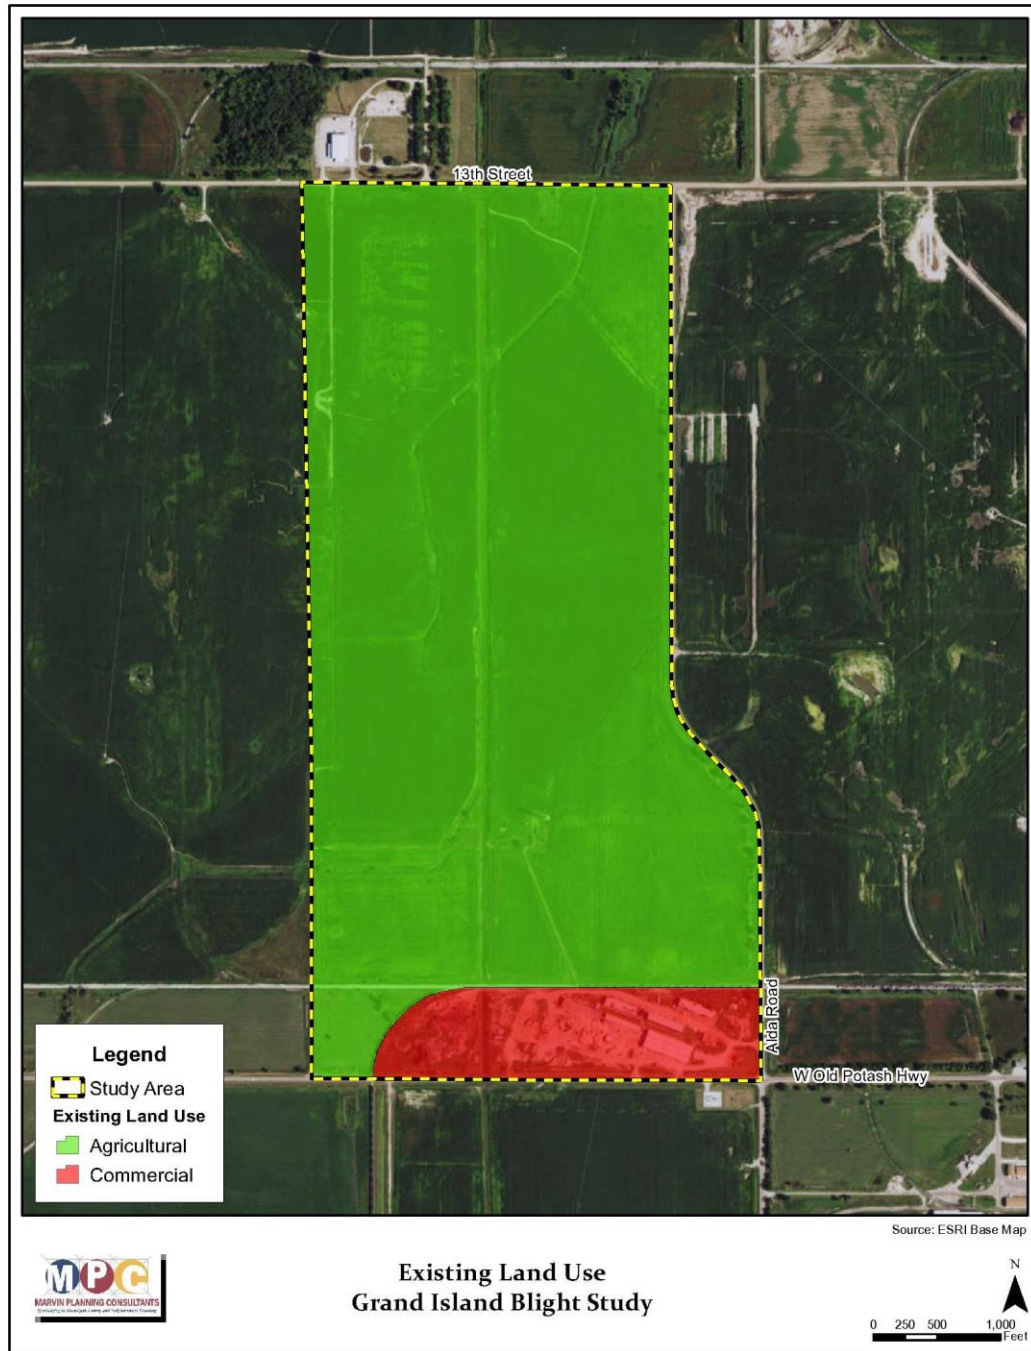 13th Street
Alda Road
W Old Potash Hwy
Legend
Study Area
Existing Land Use
Agricultural
Commercial
Source: ESRI Base Map
MPC
MARVIN PLANNING CONSULTANTS
Existing Land Use
Grand Island Blight Study
N
0 250 500 1,000
Feet